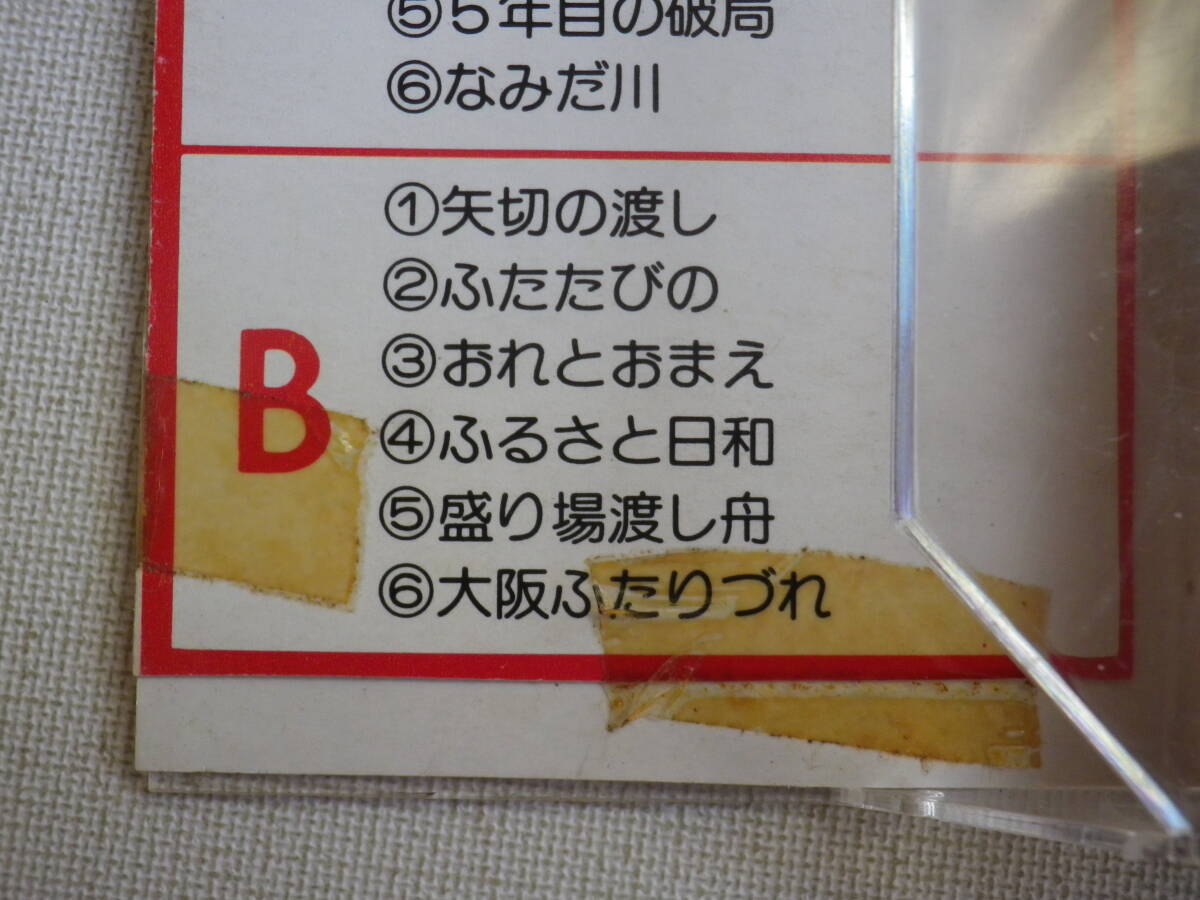 ⑤5年目の破局
⑥なみだ川
B
①矢切の渡し
②ふたたびの
③おれとおまえ
④ふるさと日和
⑤盛り場渡し舟
⑥大阪ふたりづれ